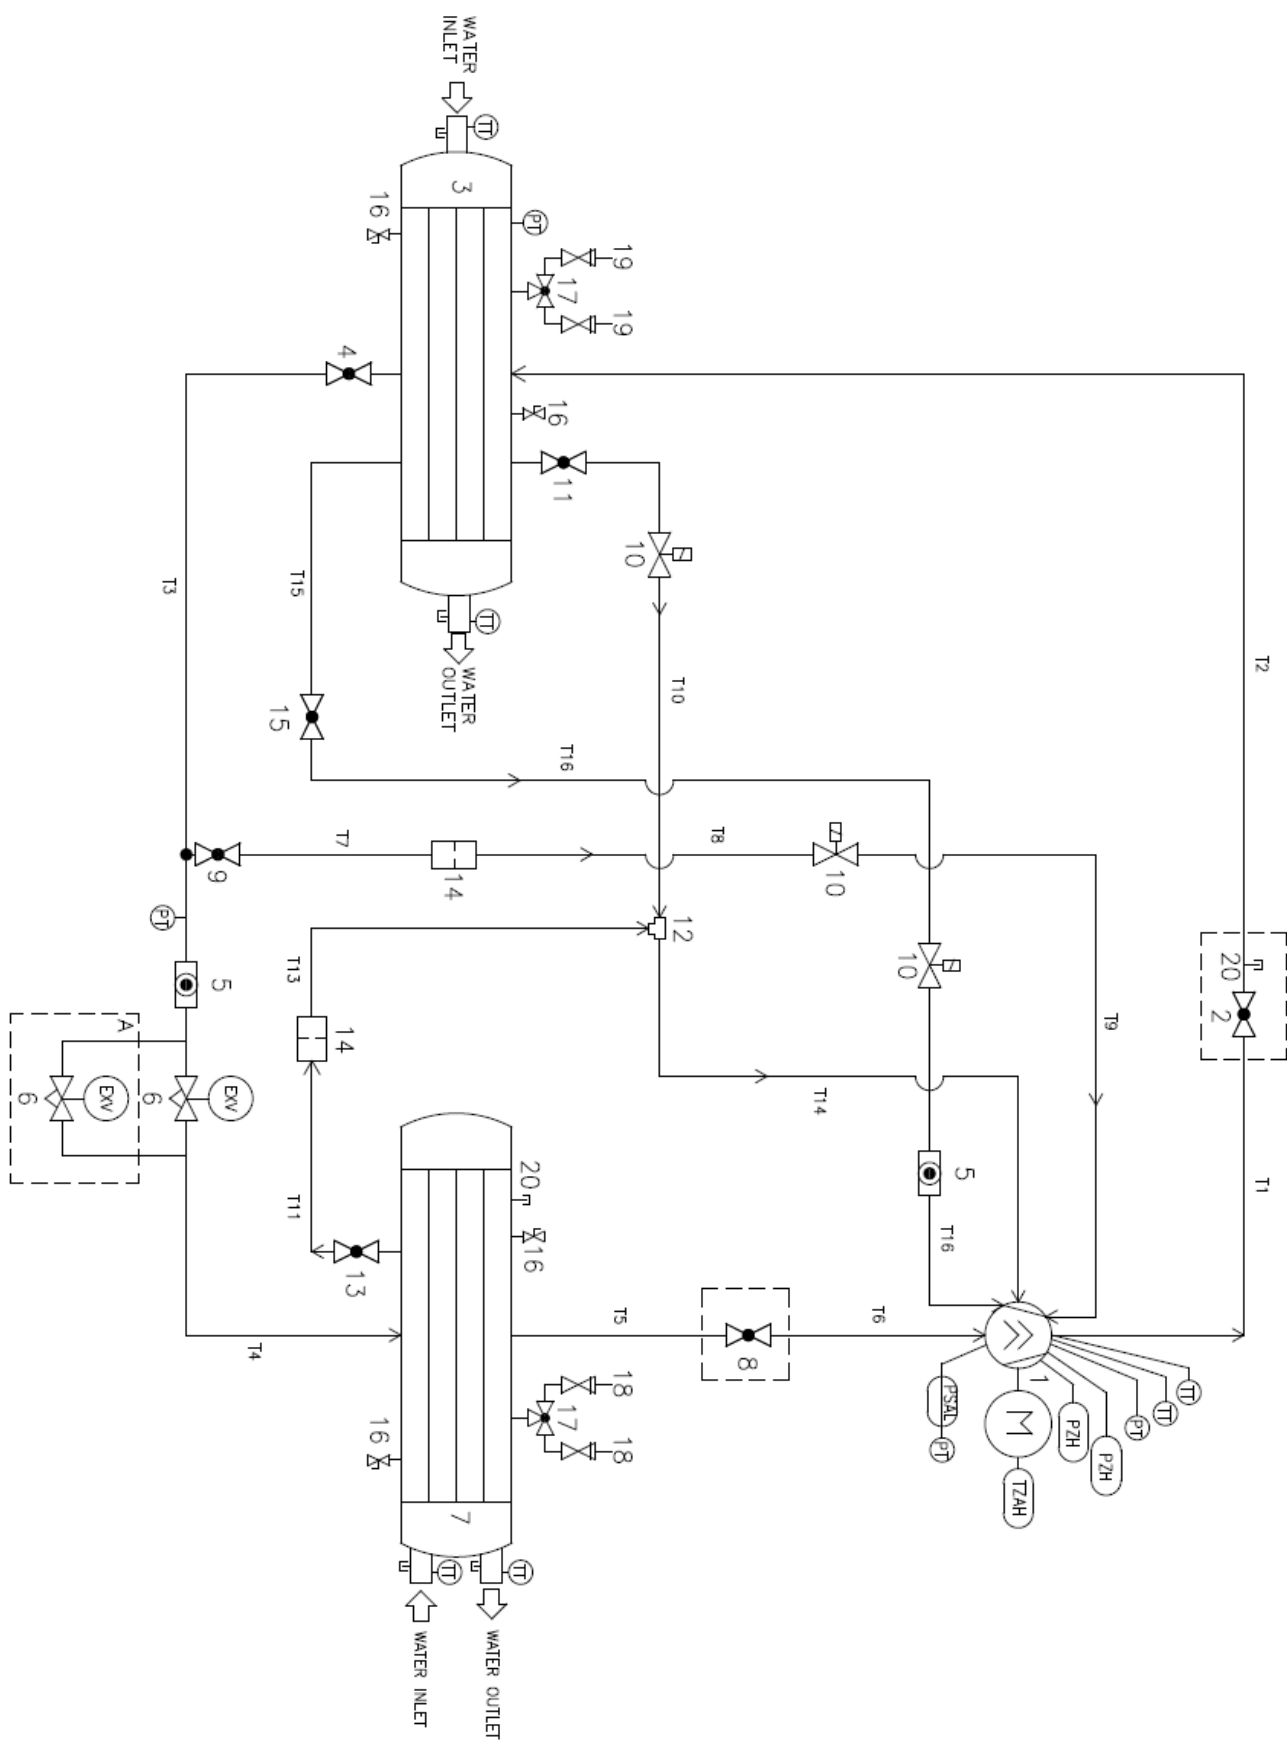 T2
T1
20
2
TT
TT
PT
T9
PZH
PZH
1
M
TZAH
5
T16
PSAL
PT
10
T6
10
T14
8
T8
T10
12
10
19
19
T5
18
18
17
T16
17
16
11
PT
20
16
TT
TT
TT
WATER OUTLET
WATER
INLET
3
WATER
OUTLET
7
14
TT
WATER INLET
16
16
4
T7
14
13
T15
T13
T11
15
T4
EXV
5
9
T3
PT
6
A
EXV
6